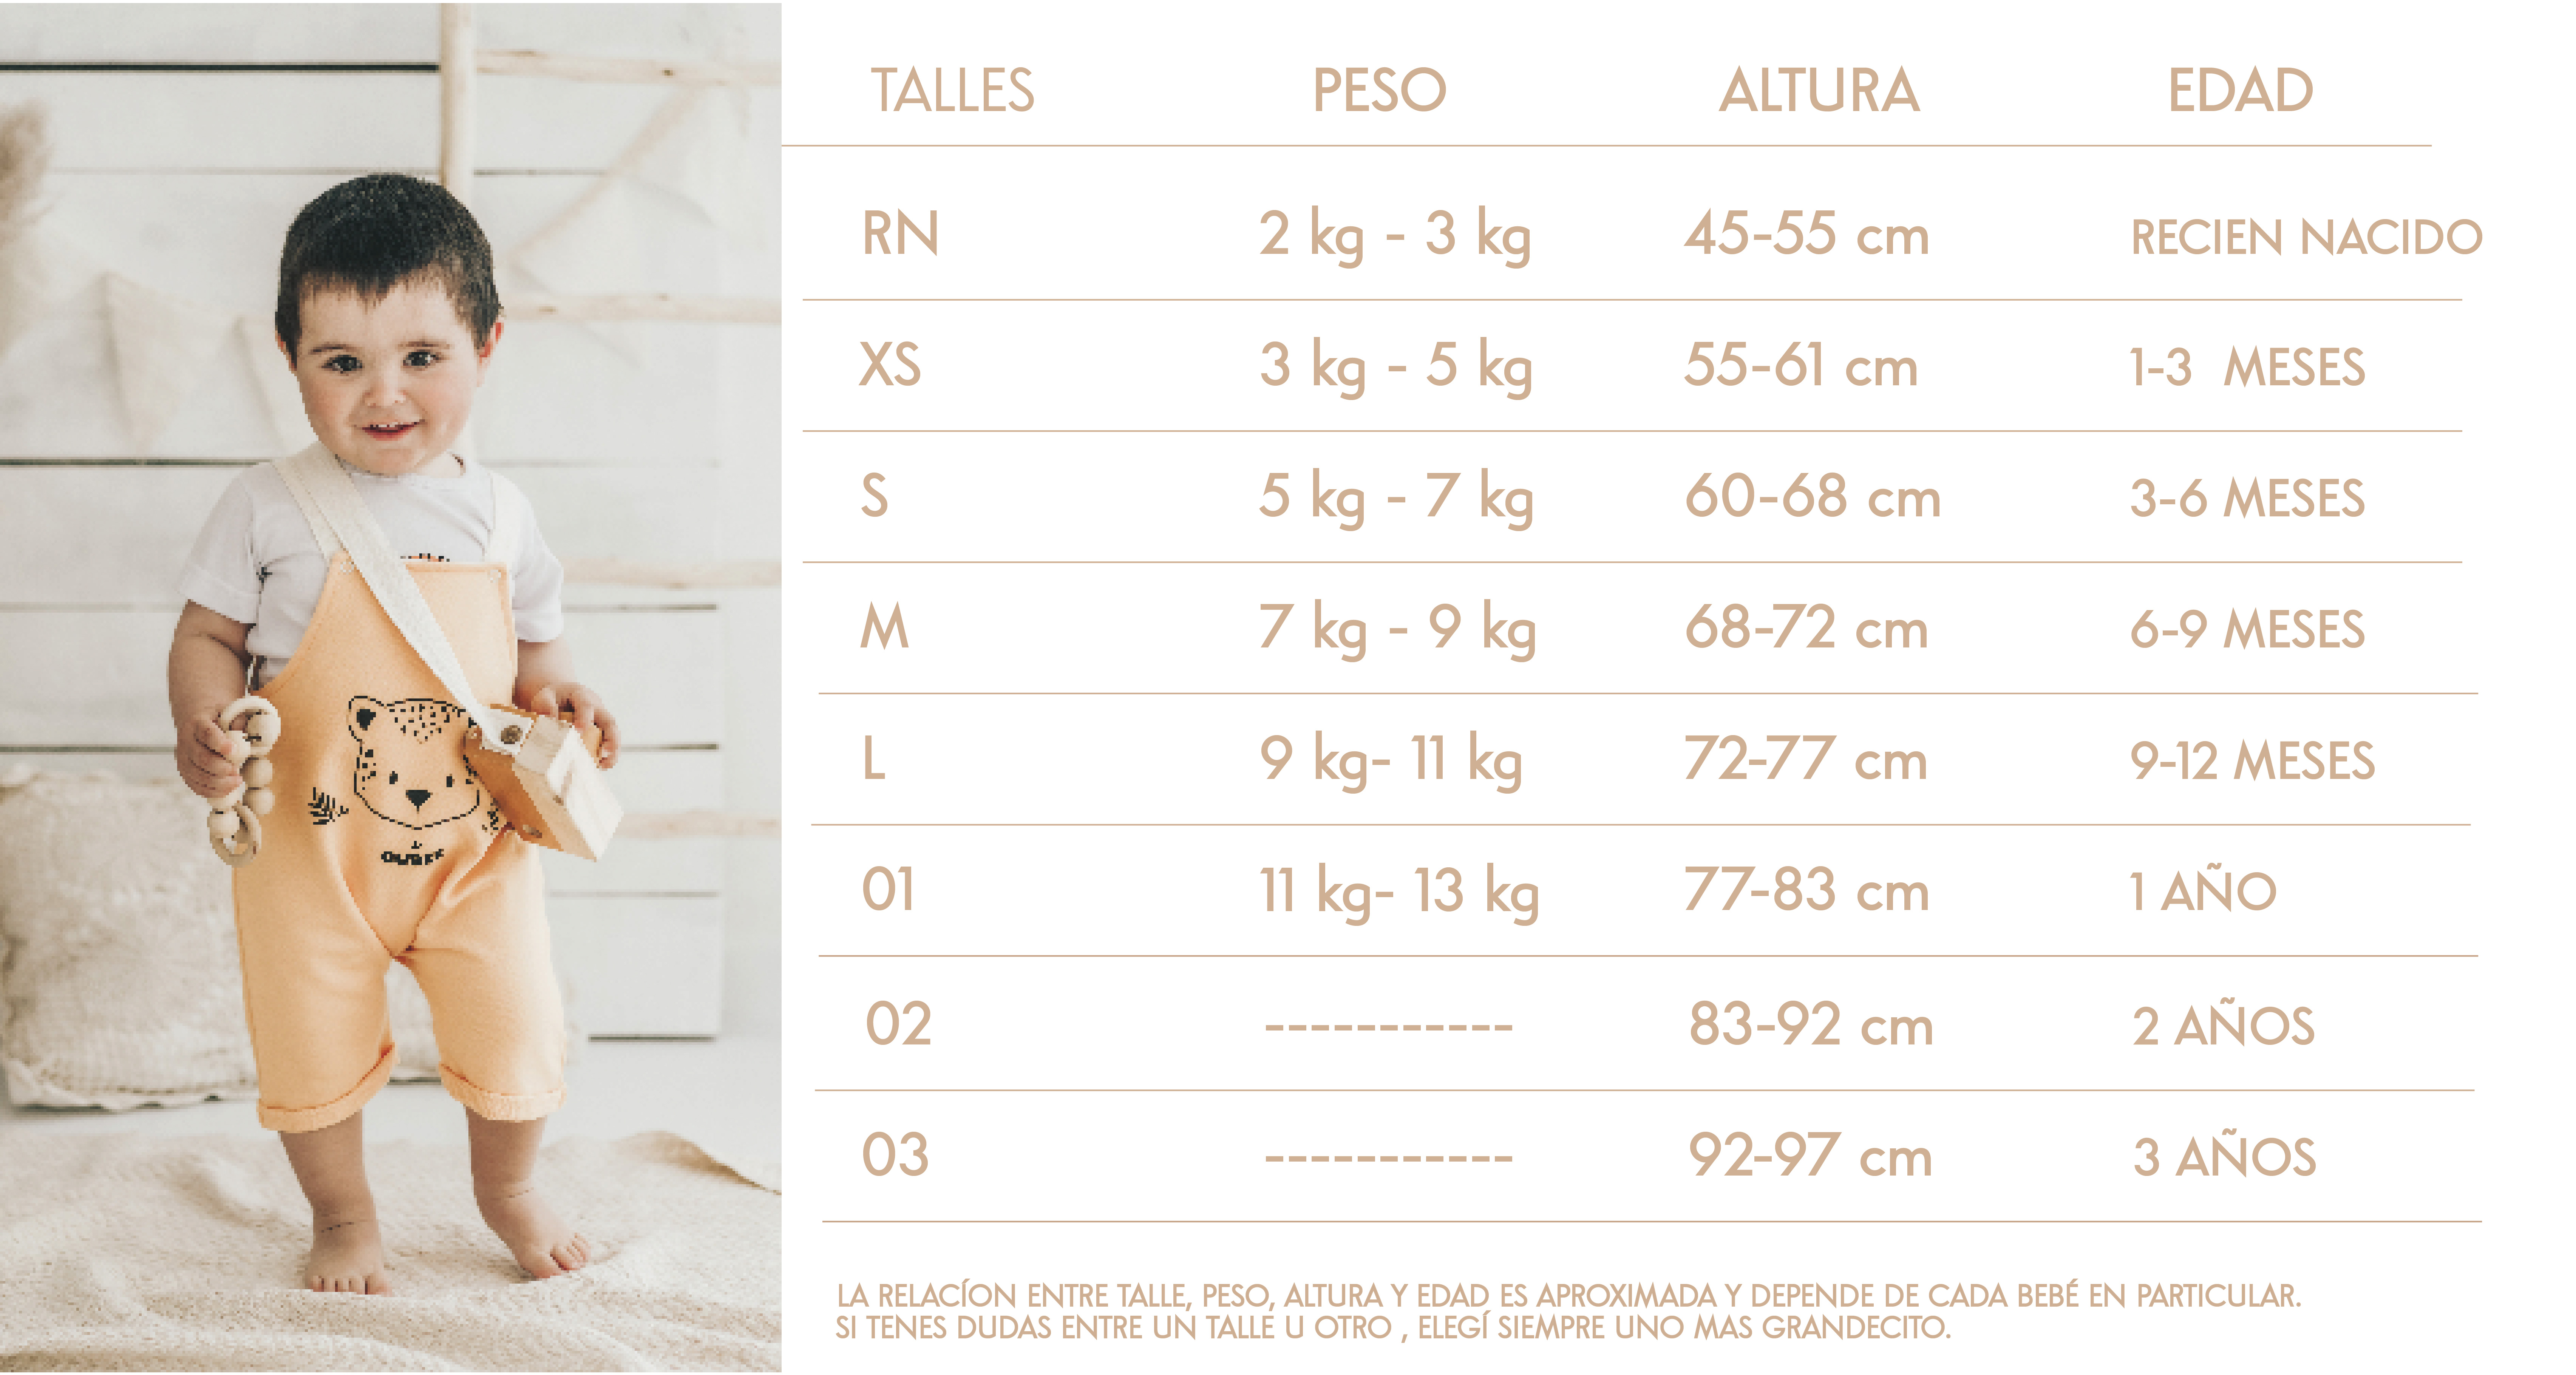 TALLES PESO ALTURA EDAD
RN 2 kg - 3 kg 45-55 cm RECIEN NACIDO
XS 3 kg - 5 kg 55-61 cm 1-3 MESES
S 5 kg - 7 kg 60-68 cm 3-6 MESES
M 7 kg - 9 kg 68-72 cm 6-9 MESES
L 9 kg- 11 kg 72-77 cm 9-12 MESES
01 11 kg- 13 kg 77-83 cm 1 AÑO
02 ----------- 83-92 cm 2 AÑOS
03 ----------- 92-97 cm 3 AÑOS
LA RELACÍON ENTRE TALLE, PESO, ALTURA Y EDAD ES APROXIMADA Y DEPENDE DE CADA BEBÉ EN PARTICULAR.
SI TENES DUDAS ENTRE UN TALLE U OTRO , ELEGÍ SIEMPRE UNO MAS GRANDECITO.